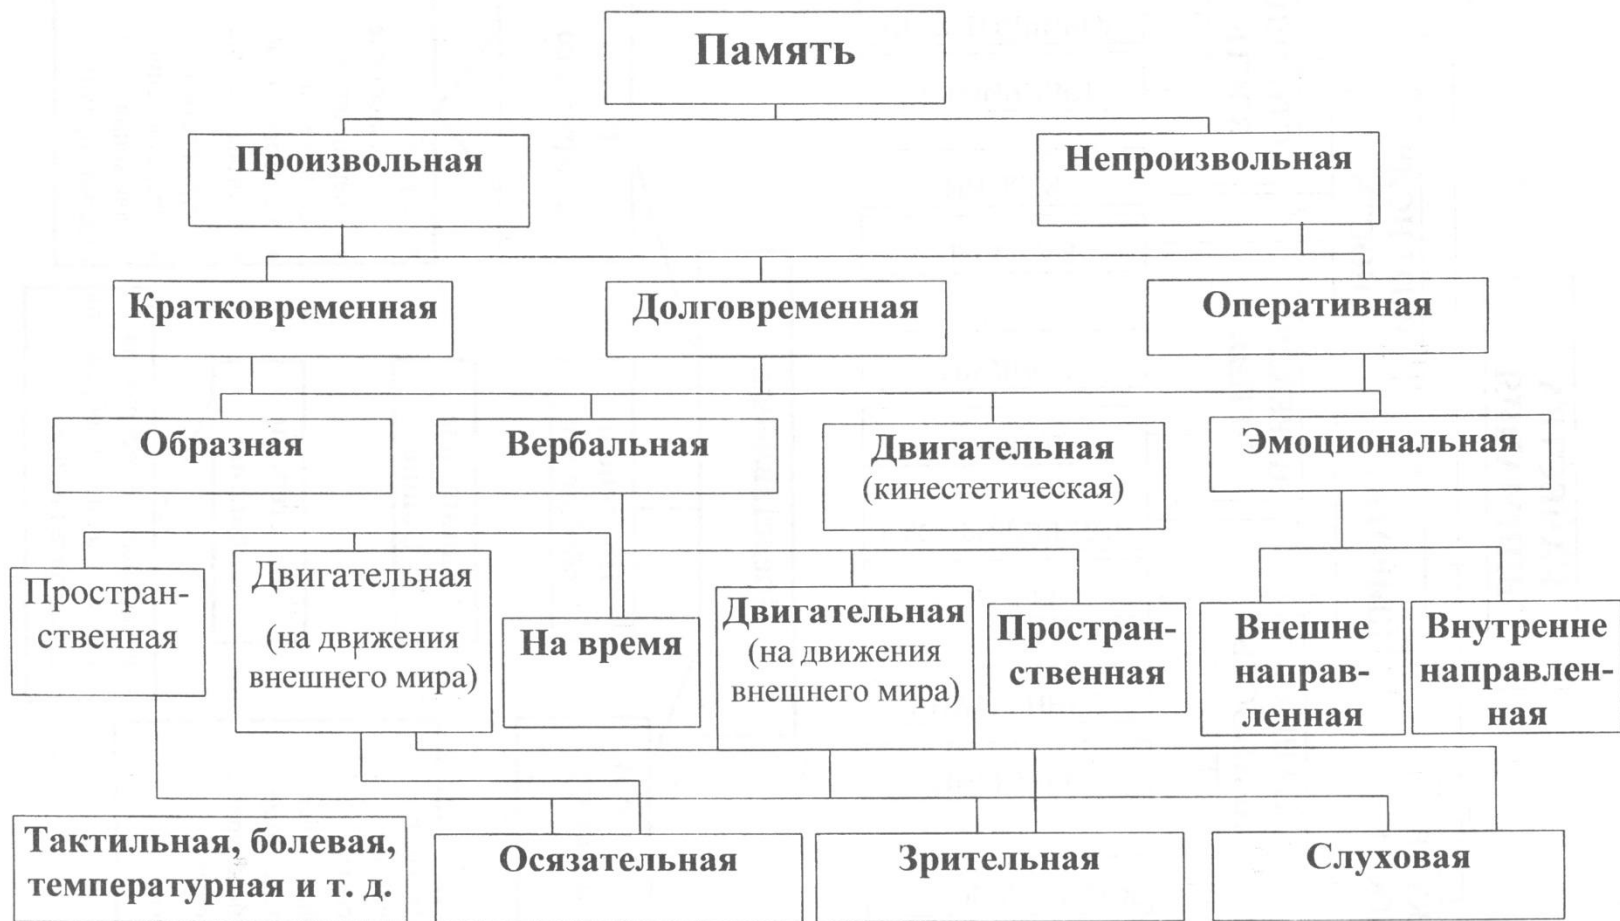 Память
Произвольная
Непроизвольная
Кратковременная
Долговременная
Оперативная
Образная
Вербальная
Двигательная
(кинестетическая)
Эмоциональная
Простран-
ственная
Двигательная
(на движения
внешнего мира)
На время
Двигательная
(на движения
внешнего мира)
Простран-
ственная
Внешне
направ-
ленная
Внутренне
направлен-
ная
Тактильная, болевая,
температурная и т. д.
Осязательная
Зрительная
Слуховая